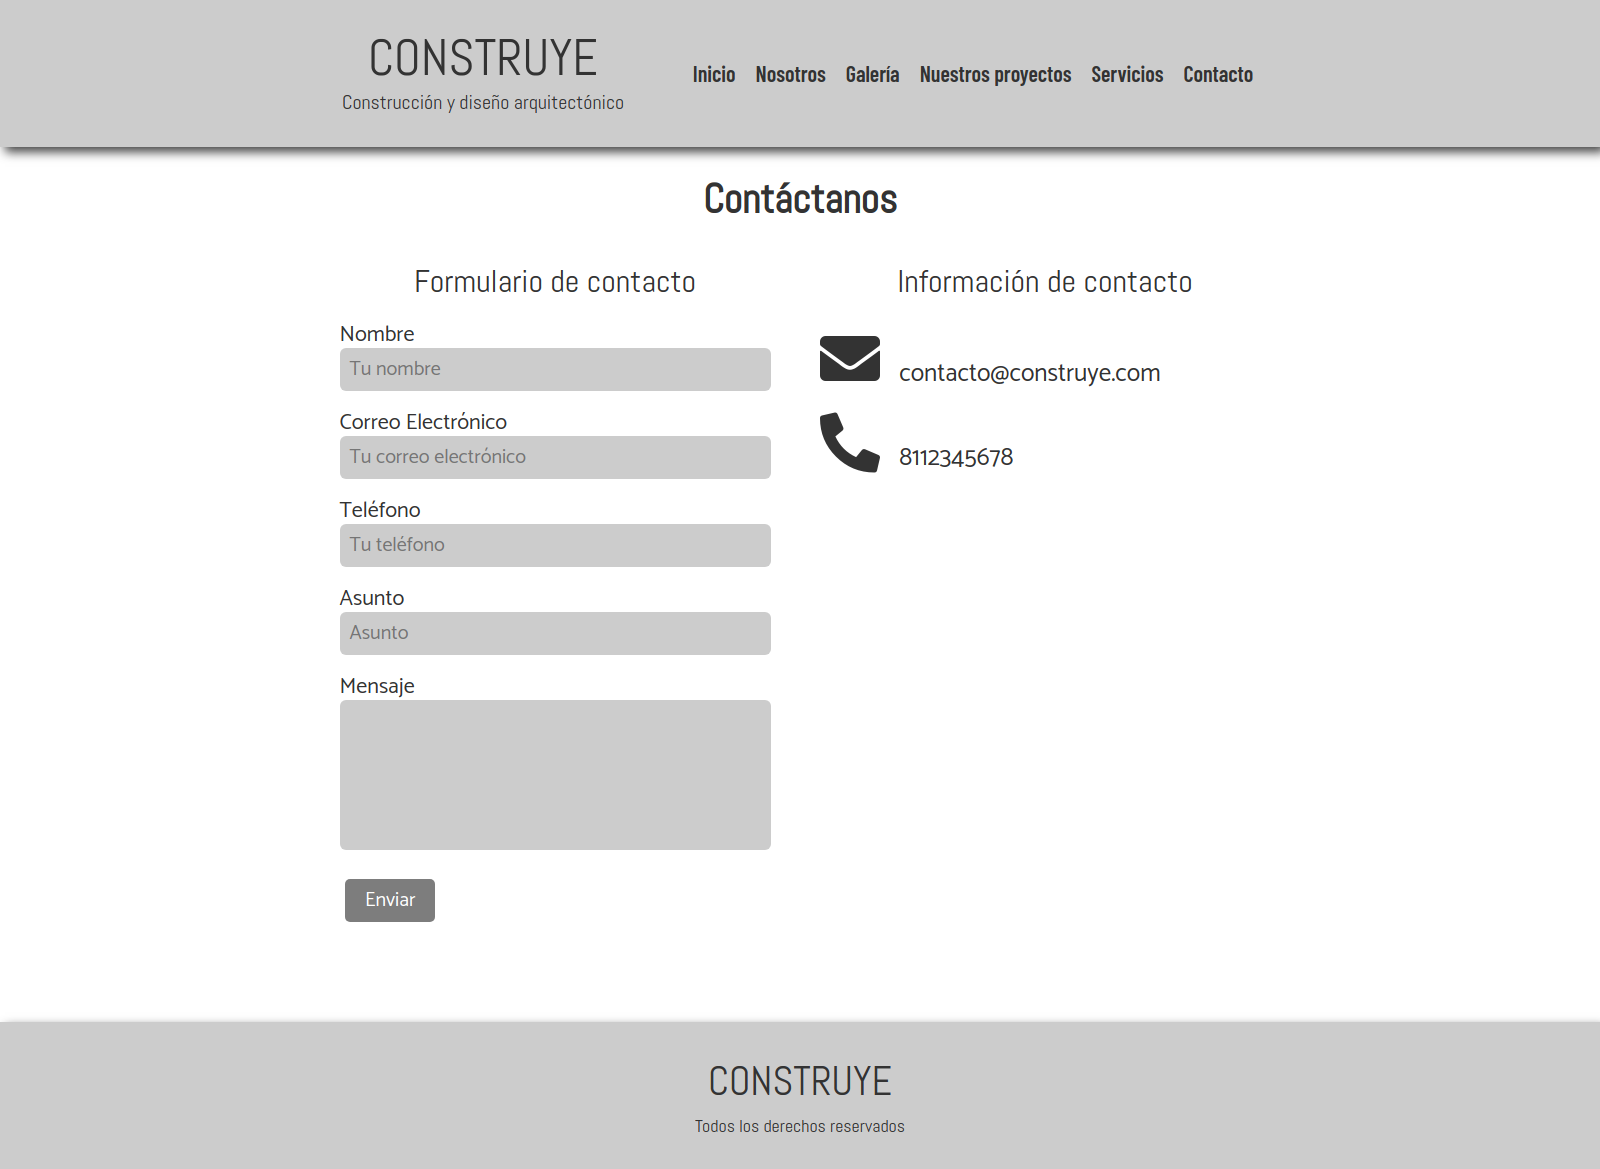 CONSTRUYE
Construcción y diseño arquitectónico
Inicio Nosotros Galería Nuestros proyectos Servicios Contacto
Contáctanos
Formulario de contacto
Nombre
Tu nombre
Correo Electrónico
Tu correo electrónico
Teléfono
Tu teléfono
Asunto
Asunto
Mensaje
Enviar
Información de contacto
contacto@construye.com
8112345678
CONSTRUYE
Todos los derechos reservados